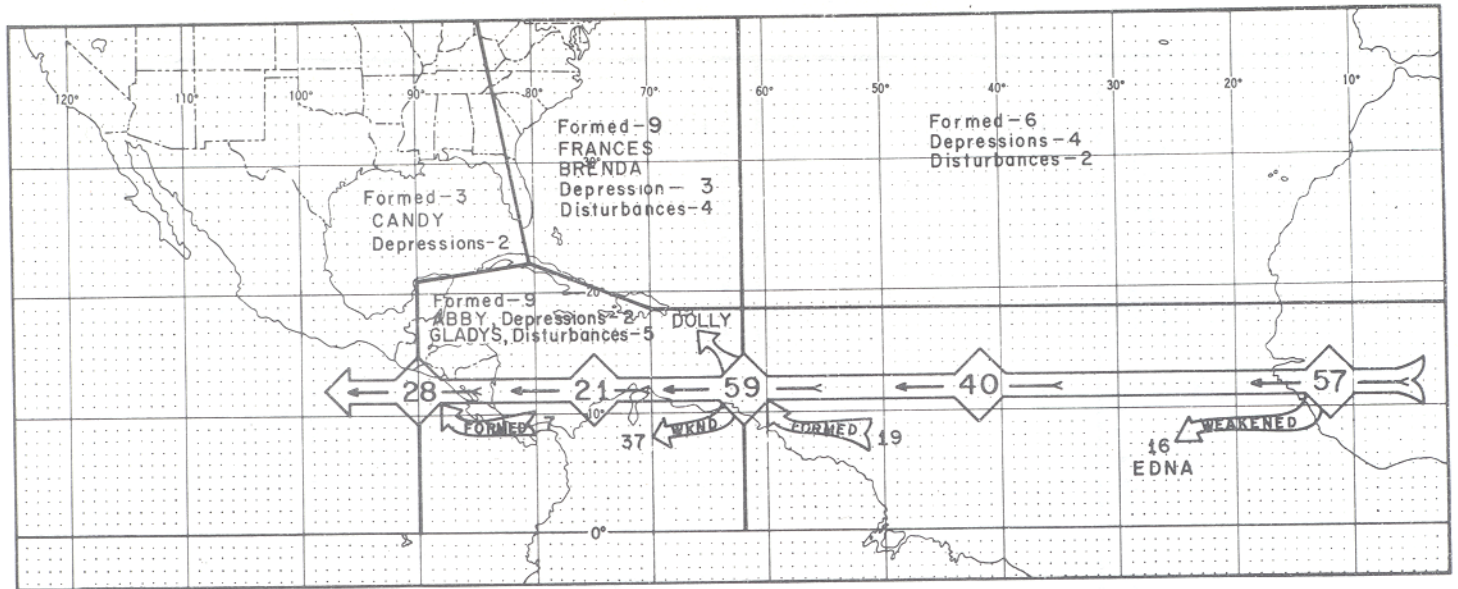 120°
110°
100°
90°
80°
70°
60°
50°
40°
30°
20°
10°
Formed-9
FRANCES
30°
BRENDA
Depression- 3
Disturbances-4
Formed-6
Depressions-4
Disturbances-2
Formed-3
CANDY
Depressions-2
20°
Formed-9
ABBY, Depressions-2
GLADYS, Disturbances-5
DOLLY
28
21
59
40
57
10°
FORMED
7
37
WKND
FORMED
19
WEAKENED
16
EDNA
0°